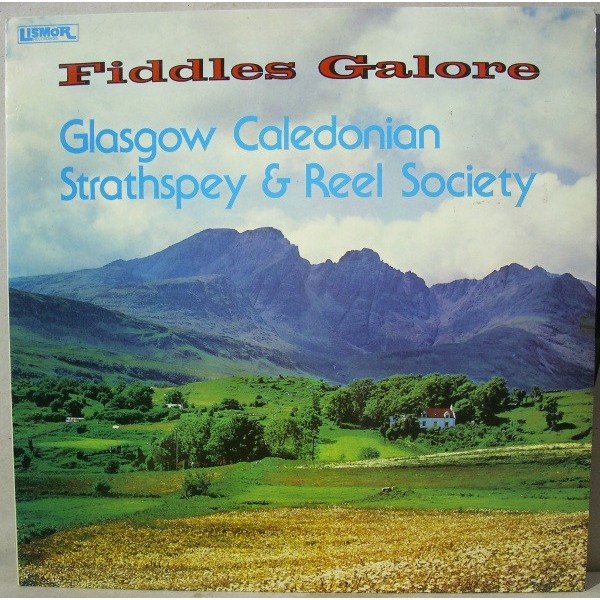 LISMOR
Fiddles Galore
Glasgow Caledonian
Strathspey & Reel Society